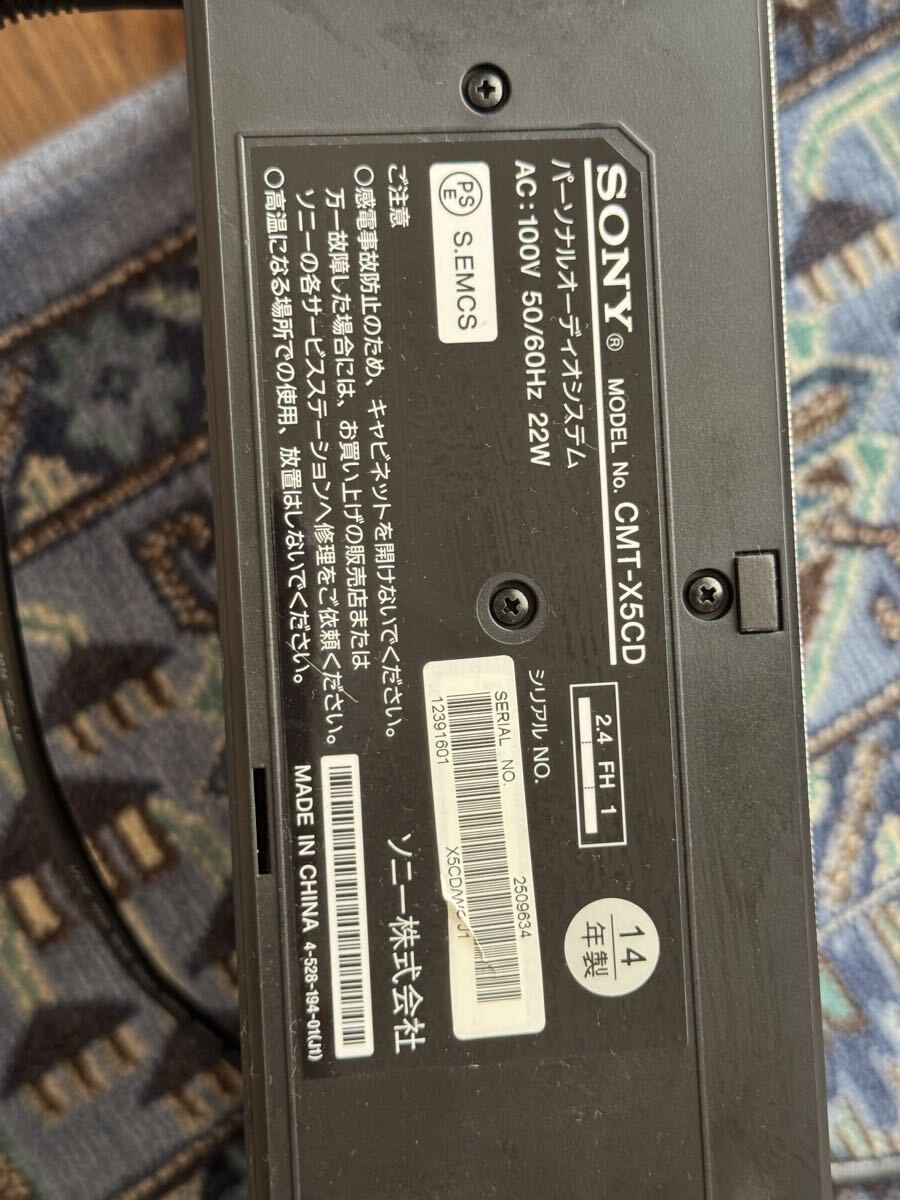 SONY® MODEL No. CMT-X5CD
パーソナルオーディオシステム
AC: 100V 50/60Hz 22W
2.4 FH 1
14
年製
PS
E
S.EMCS
シリアル NO.
SERIAL NO. 2509634
12391601
ご注意
○感電事故防止のため、キャビネットを開けないでください。
万一故障した場合には、お買い上げの販売店または
ソニーの各サービスステーションへ修理をご依頼ください。
○高温になる場所での使用、放置はしないでください。
ソニー株式会社
MADE IN CHINA 4-528-194-01(J1)